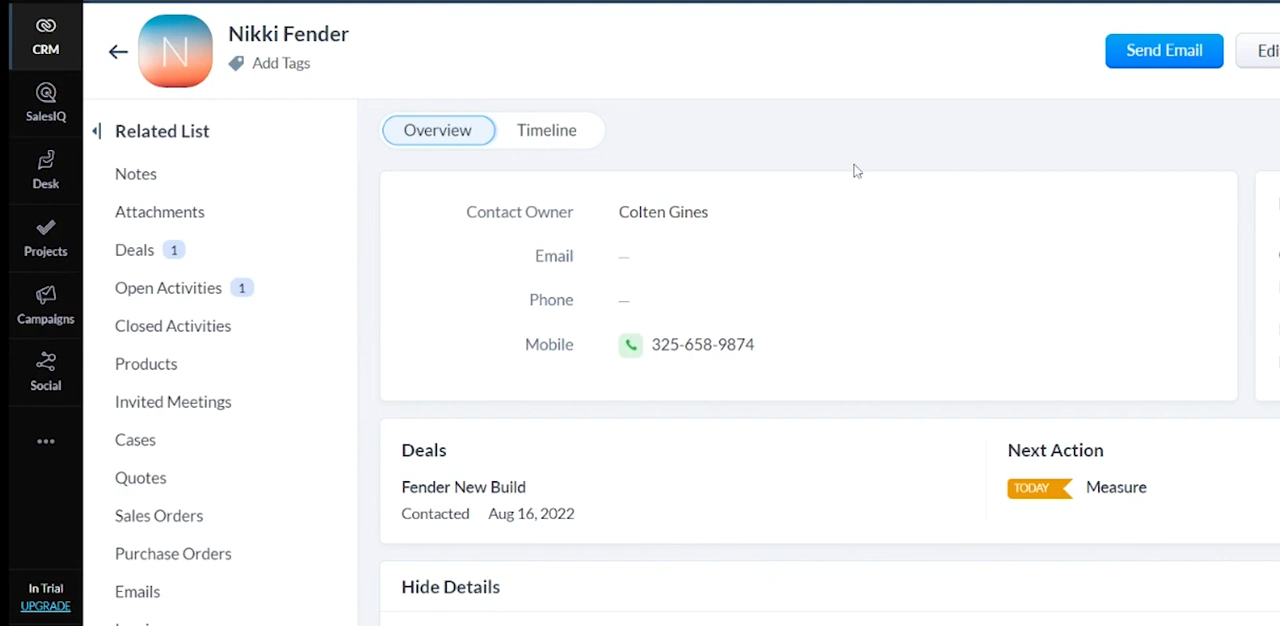 CRM
SalesIQ
Desk
Projects
Campaigns
Social
In Trial
UPGRADE
N
Nikki Fender
Add Tags
Send Email
Edi
Related List
Notes
Attachments
Deals 1
Open Activities 1
Closed Activities
Products
Invited Meetings
Cases
Quotes
Sales Orders
Purchase Orders
Emails
Overview Timeline
Contact Owner Colten Gines
Email —
Phone —
Mobile 325-658-9874
Deals
Fender New Build
Contacted Aug 16, 2022
Next Action
TODAY Measure
Hide Details